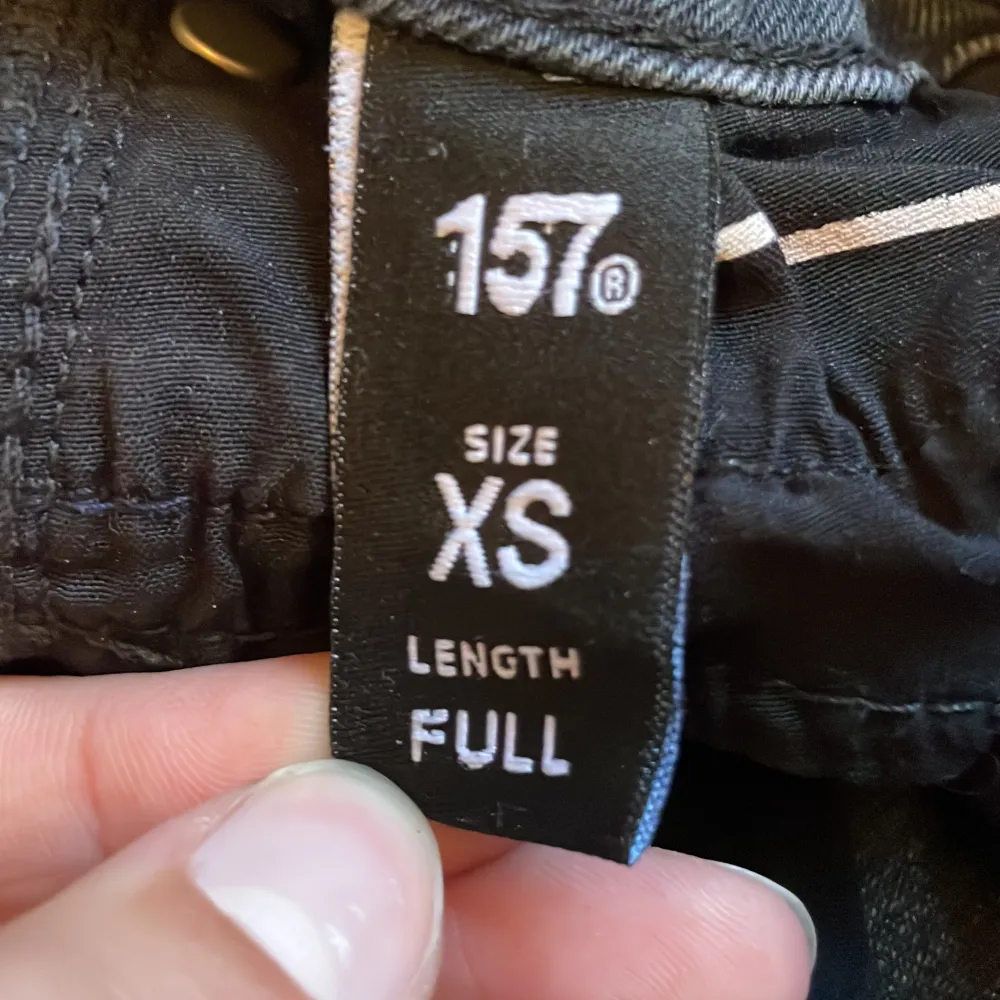 157®
SIZE
XS
LENGTH
FULL